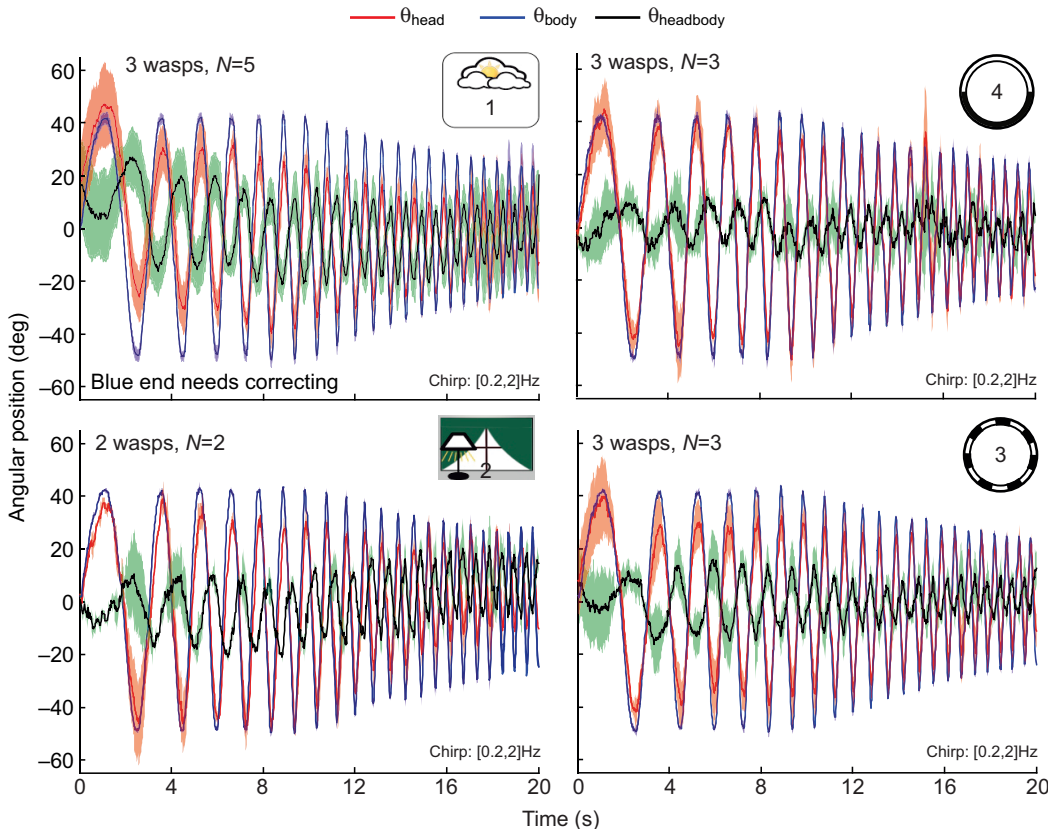 θhead θbody θheadbody
3 wasps, N=5
1
60
40
20
0
–20
–40
–60
Blue end needs correcting
Chirp: [0.2,2]Hz
3 wasps, N=3
4
Chirp: [0.2,2]Hz
2 wasps, N=2
2
60
40
20
0
–20
–40
–60
Chirp: [0.2,2]Hz
0 4 8 12 16 20
3 wasps, N=3
3
Chirp: [0.2,2]Hz
0 4 8 12 16 20
Angular position (deg)
Time (s)